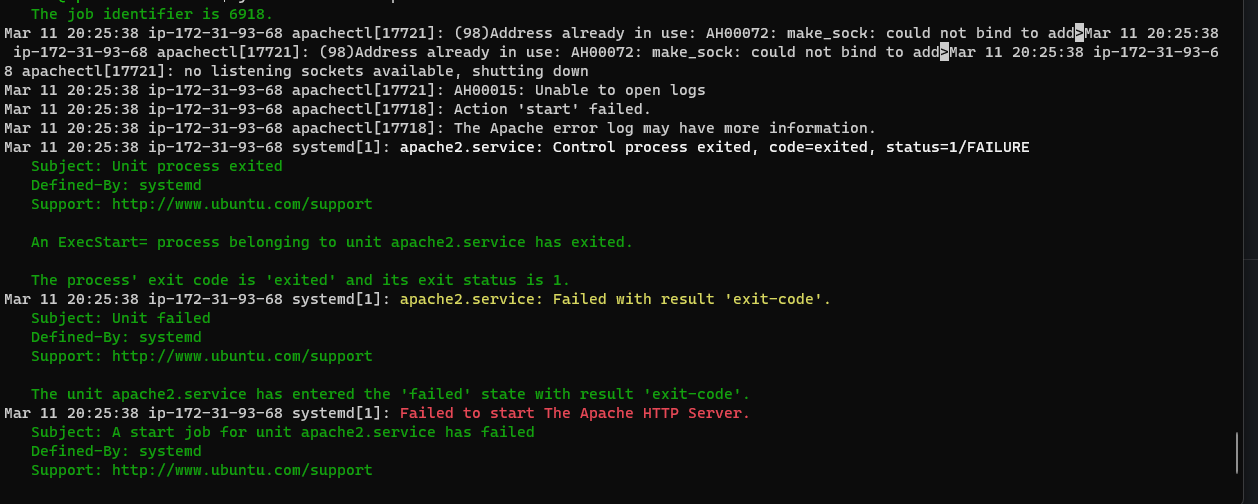 The job identifier is 6918.
Mar 11 20:25:38 ip-172-31-93-68 apachectl[17721]: (98)Address already in use: AH00072: make_sock: could not bind to add>Mar 11 20:25:38
ip-172-31-93-68 apachectl[17721]: (98)Address already in use: AH00072: make_sock: could not bind to add>Mar 11 20:25:38 ip-172-31-93-6
8 apachectl[17721]: no listening sockets available, shutting down
Mar 11 20:25:38 ip-172-31-93-68 apachectl[17721]: AH00015: Unable to open logs
Mar 11 20:25:38 ip-172-31-93-68 apachectl[17718]: Action 'start' failed.
Mar 11 20:25:38 ip-172-31-93-68 apachectl[17718]: The Apache error log may have more information.
Mar 11 20:25:38 ip-172-31-93-68 systemd[1]: apache2.service: Control process exited, code=exited, status=1/FAILURE
Subject: Unit process exited
Defined-By: systemd
Support: http://www.ubuntu.com/support
An ExecStart= process belonging to unit apache2.service has exited.
The process' exit code is 'exited' and its exit status is 1.
Mar 11 20:25:38 ip-172-31-93-68 systemd[1]: apache2.service: Failed with result 'exit-code'.
Subject: Unit failed
Defined-By: systemd
Support: http://www.ubuntu.com/support
The unit apache2.service has entered the 'failed' state with result 'exit-code'.
Mar 11 20:25:38 ip-172-31-93-68 systemd[1]: Failed to start The Apache HTTP Server.
Subject: A start job for unit apache2.service has failed
Defined-By: systemd
Support: http://www.ubuntu.com/support